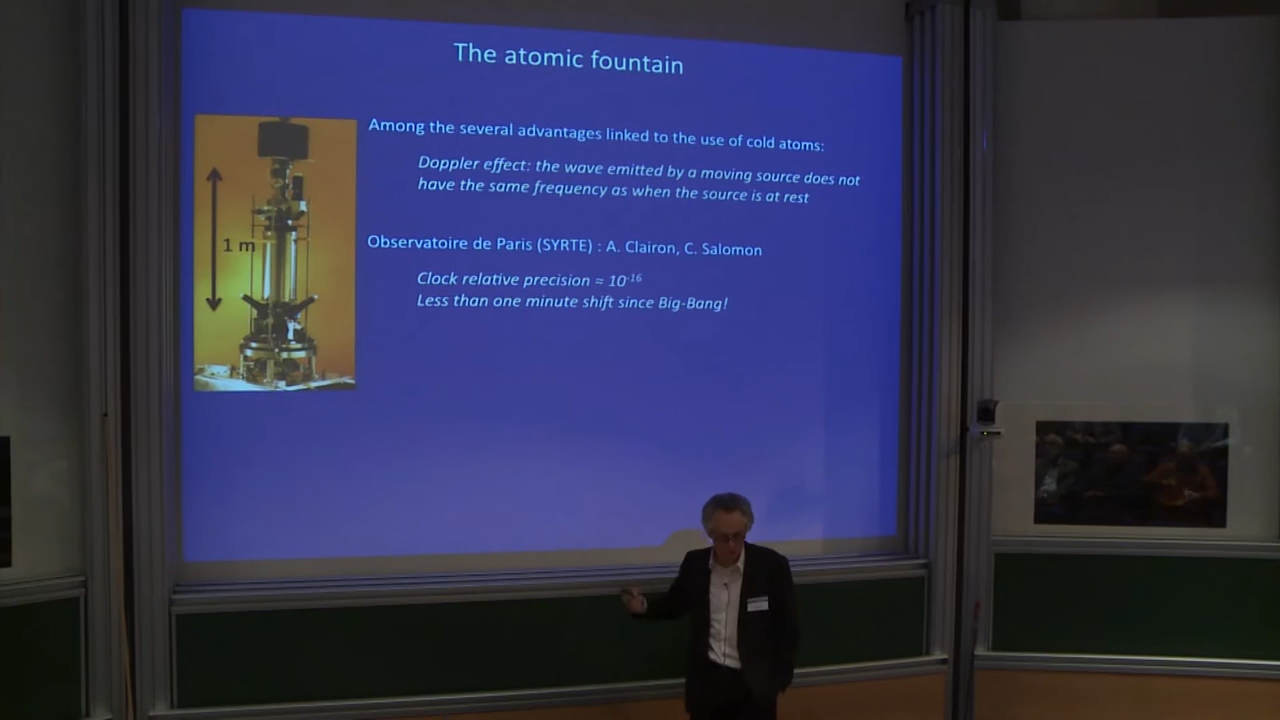 The atomic fountain
Among the several advantages linked to the use of cold atoms:
Doppler effect: the wave emitted by a moving source does not
have the same frequency as when the source is at rest
1 m
Observatoire de Paris (SYRTE) : A. Clairon, C. Salomon
Clock relative precision = 10⁻¹⁶
Less than one minute shift since Big-Bang!